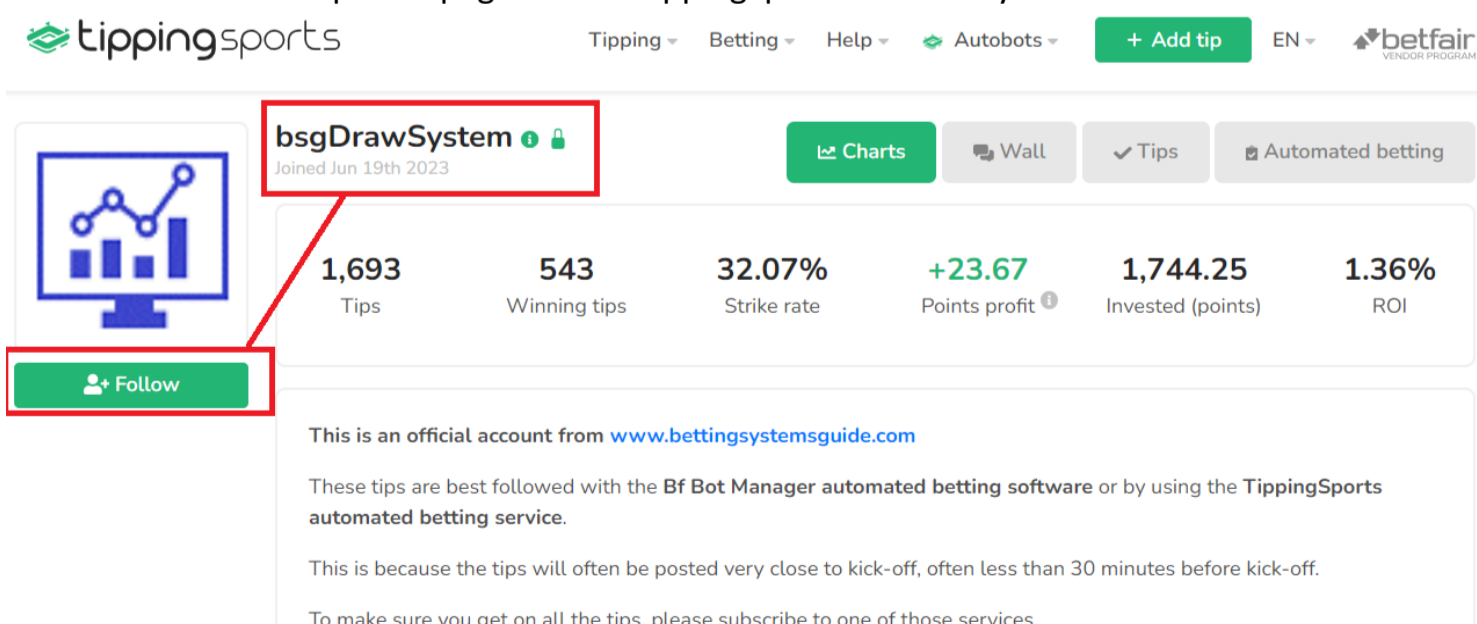 tippingsports
Tipping Betting Help Autobots + Add tip EN betfair
VENDOR PROGRAM
bsgDrawSystem
Joined Jun 19th 2023
Charts Wall Tips Automated betting
1,693 543 32.07% +23.67 1,744.25 1.36%
Tips Winning tips Strike rate Points profit Invested (points) ROI
Follow
This is an official account from www.bettingsystemsguide.com
These tips are best followed with the Bf Bot Manager automated betting software or by using the TippingSports
automated betting service.
This is because the tips will often be posted very close to kick-off, often less than 30 minutes before kick-off.
To make sure you get on all the tips, please subscribe to one of those services.